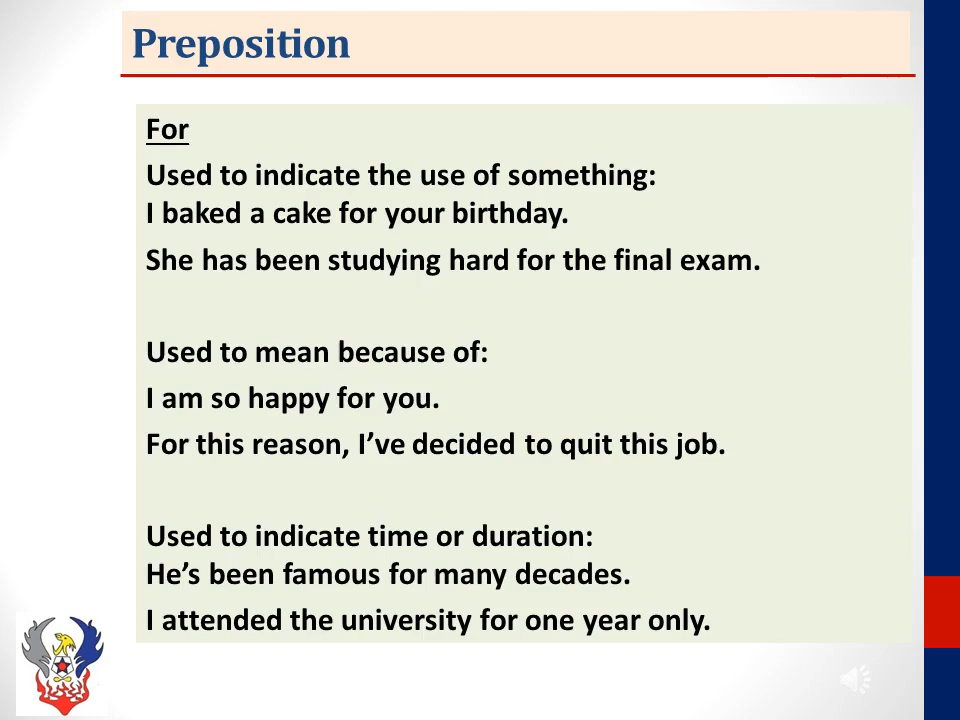 Preposition
For
Used to indicate the use of something:
I baked a cake for your birthday.
She has been studying hard for the final exam.
Used to mean because of:
I am so happy for you.
For this reason, I’ve decided to quit this job.
Used to indicate time or duration:
He’s been famous for many decades.
I attended the university for one year only.